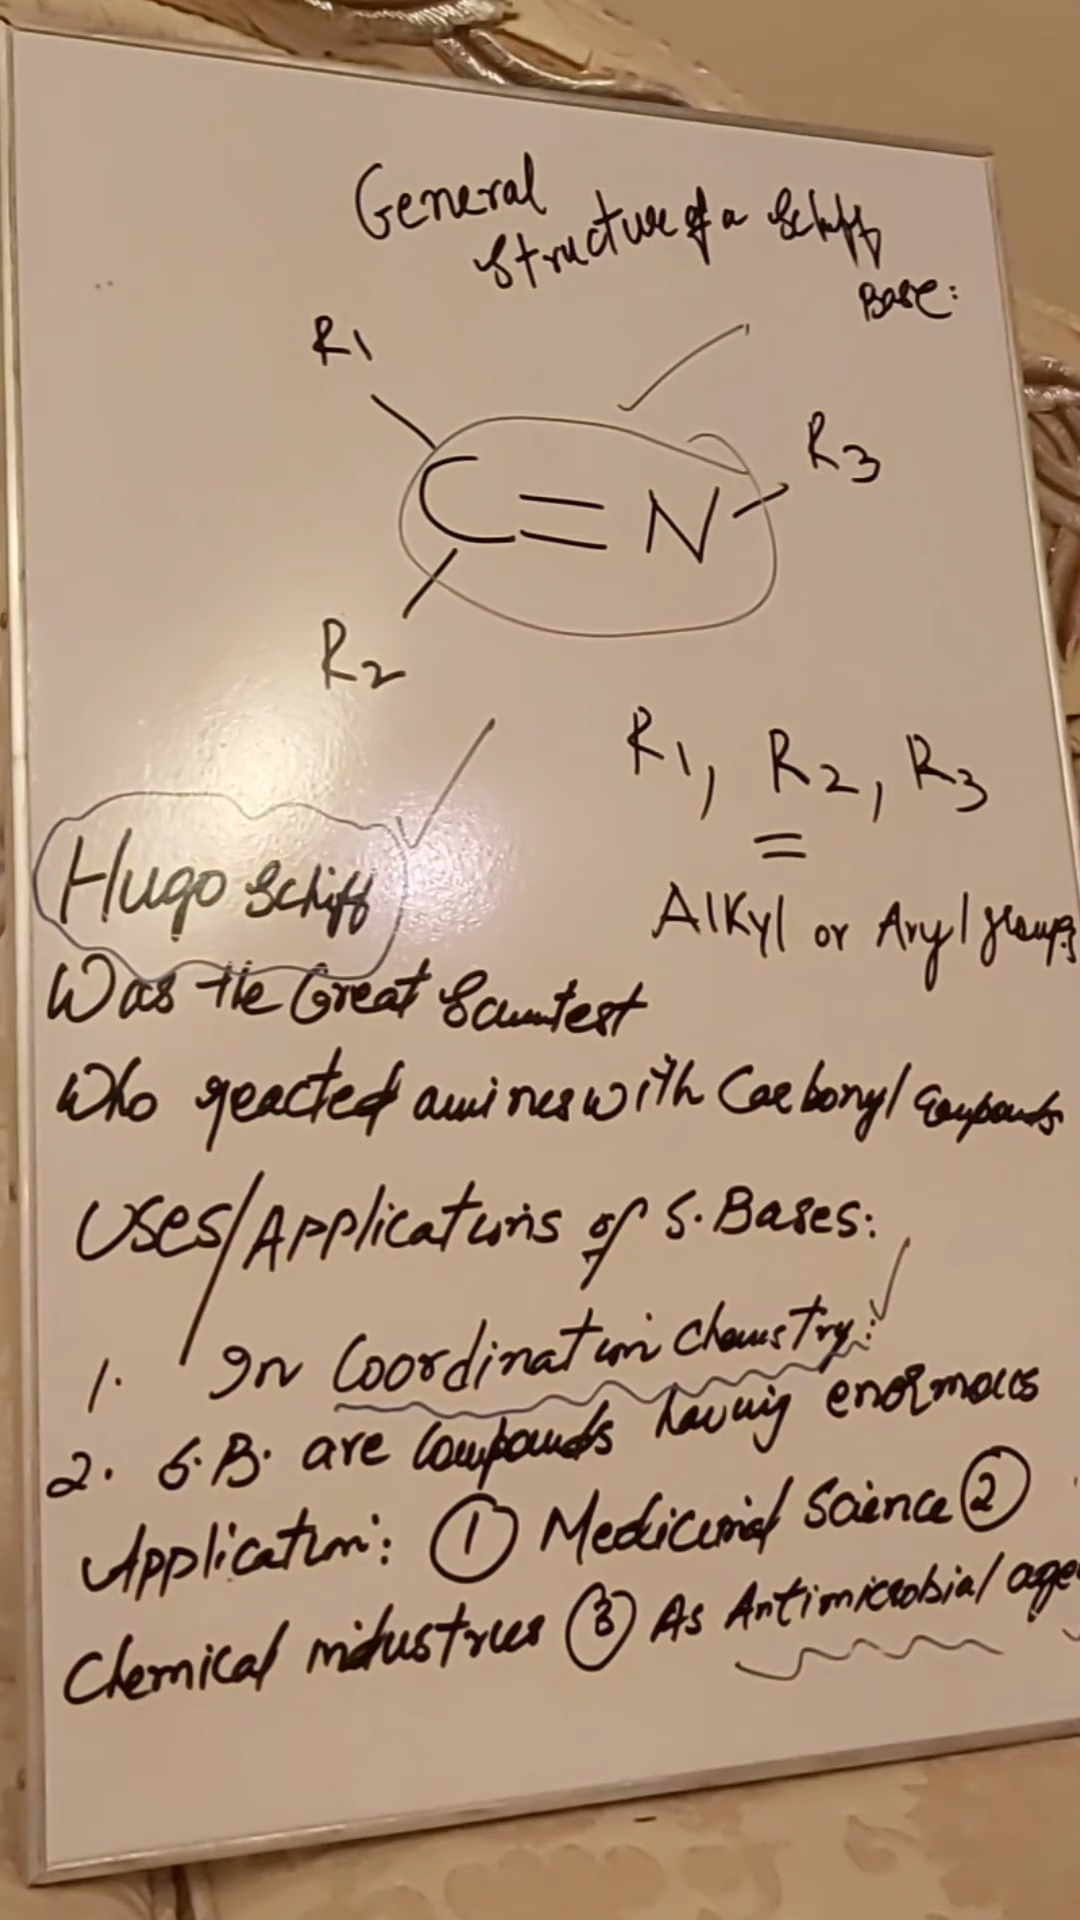 General
Structure of a Schiff
Base:
R1
C = N
R3
R2
R1, R2, R3
=
Alkyl or Aryl groups
Hugo Schiff
Was the Great
Who reacted amines with Carbonyl Compounds
Uses/Applications of S. Bases:
1. In Coordination Chemistry:
2. S.B. are Compounds having enormous
Application: ① Medicinal Science ②
Chemical industries ③ As Antimicrobial age